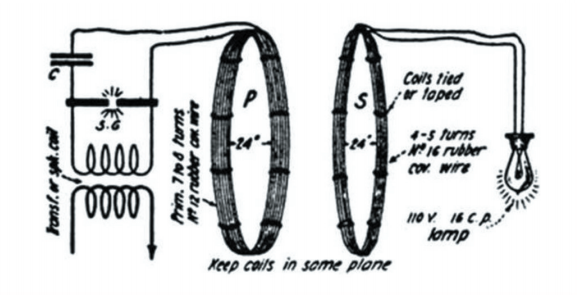 C
S.G
Transf. or spk. coil
Prim. 7 to 8 turns
No 12 rubber cov. wire
P
24"
S
24"
Coils tied
or taped
4-5 turns
No 16 rubber
cov. wire
110 v. 16 c.p.
lamp
Keep coils in same plane